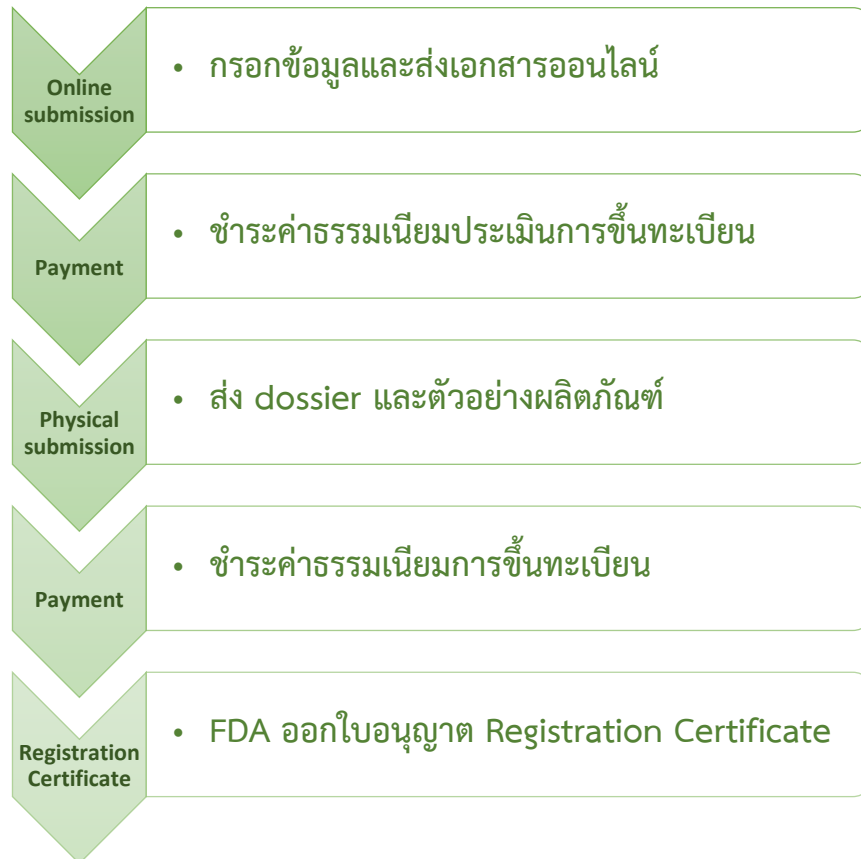 Online
submission
• กรอกข้อมูลและส่งเอกสารออนไลน์
Payment
• ชำระค่าธรรมเนียมประเมินการขึ้นทะเบียน
Physical
submission
• ส่ง dossier และตัวอย่างผลิตภัณฑ์
Payment
• ชำระค่าธรรมเนียมการขึ้นทะเบียน
Registration
Certificate
• FDA ออกใบอนุญาต Registration Certificate